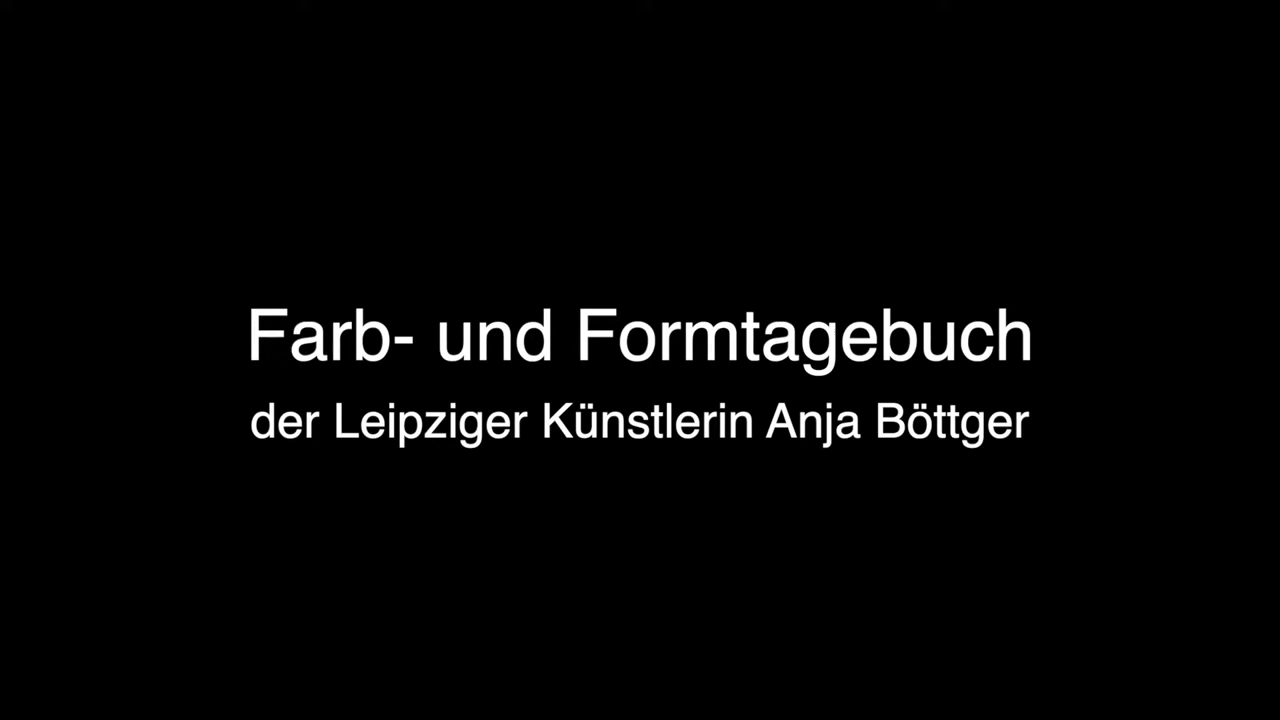 Farb- und Formtagebuch
der Leipziger Künstlerin Anja Böttger